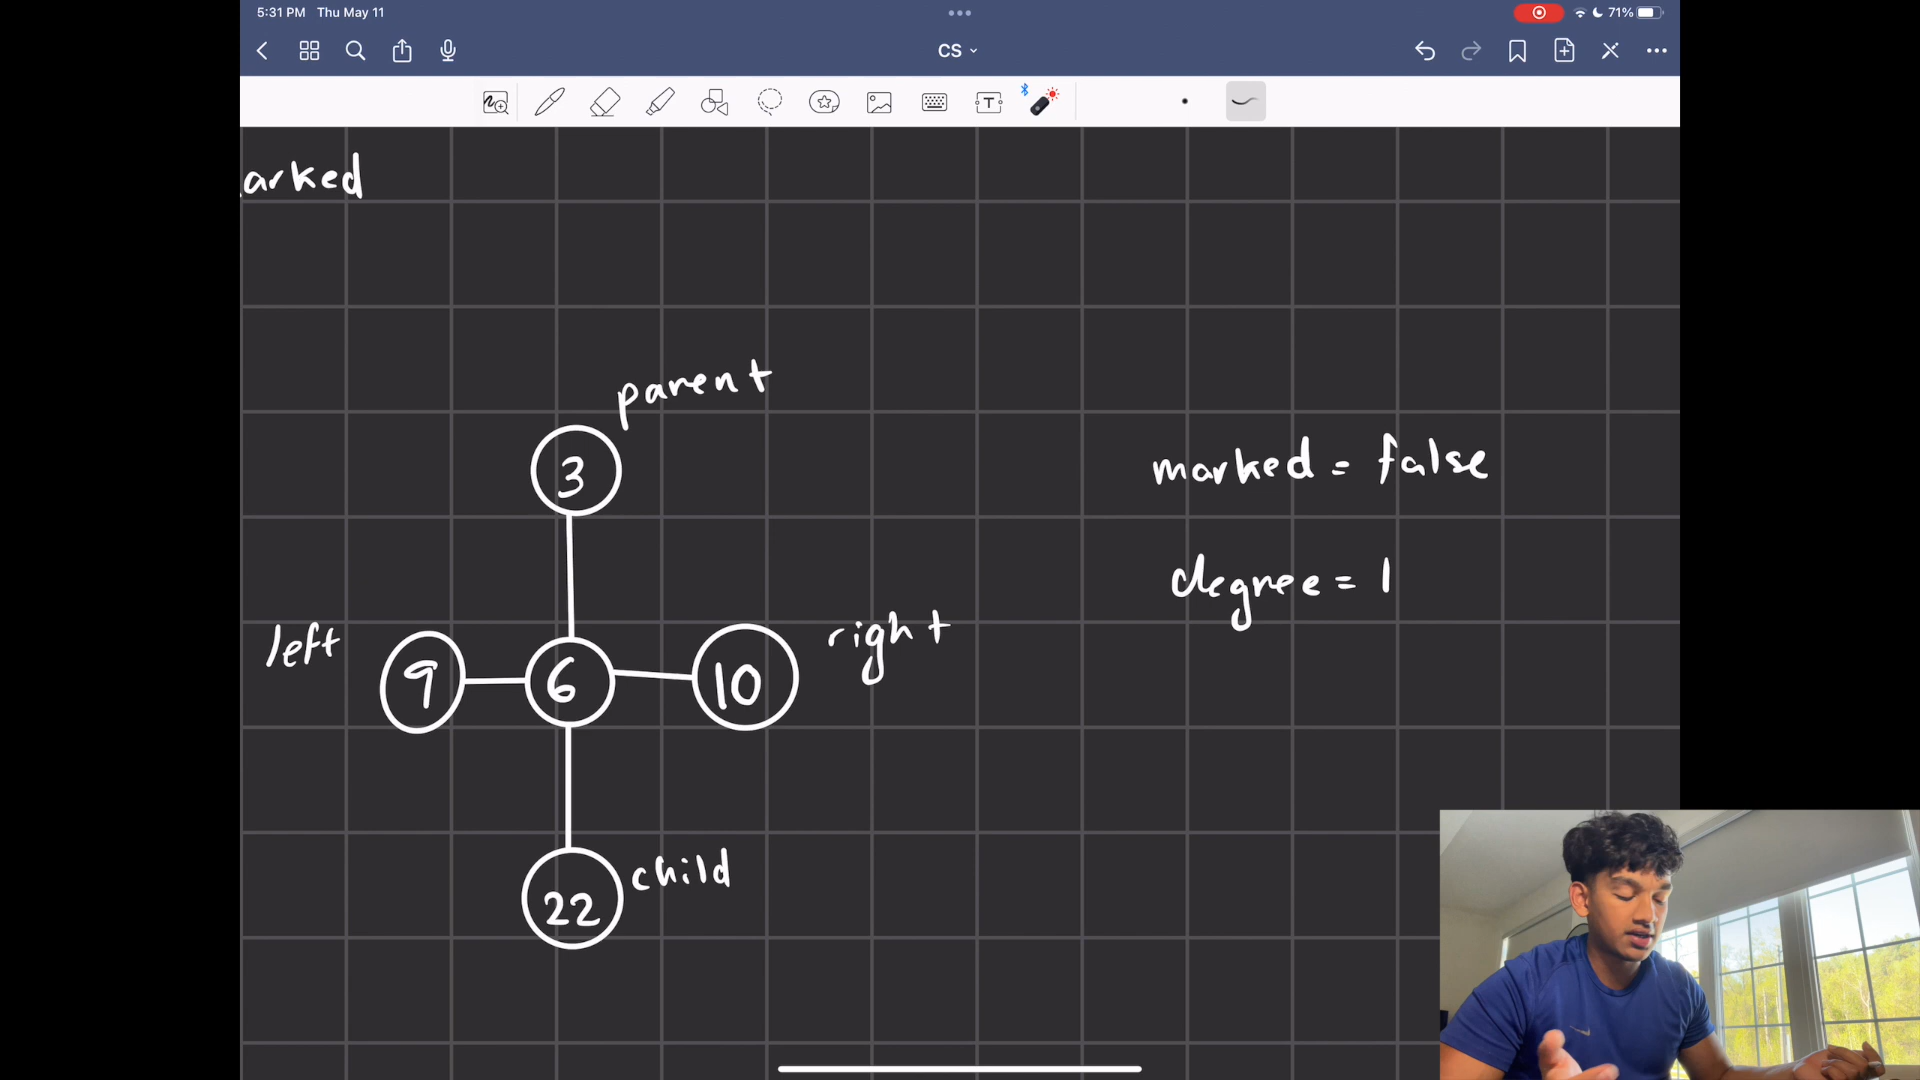 5:31 PM Thu May 11
71%
CS
T
arked
parent
3
marked = false
degree = 1
left
9
6
10
right
22
child